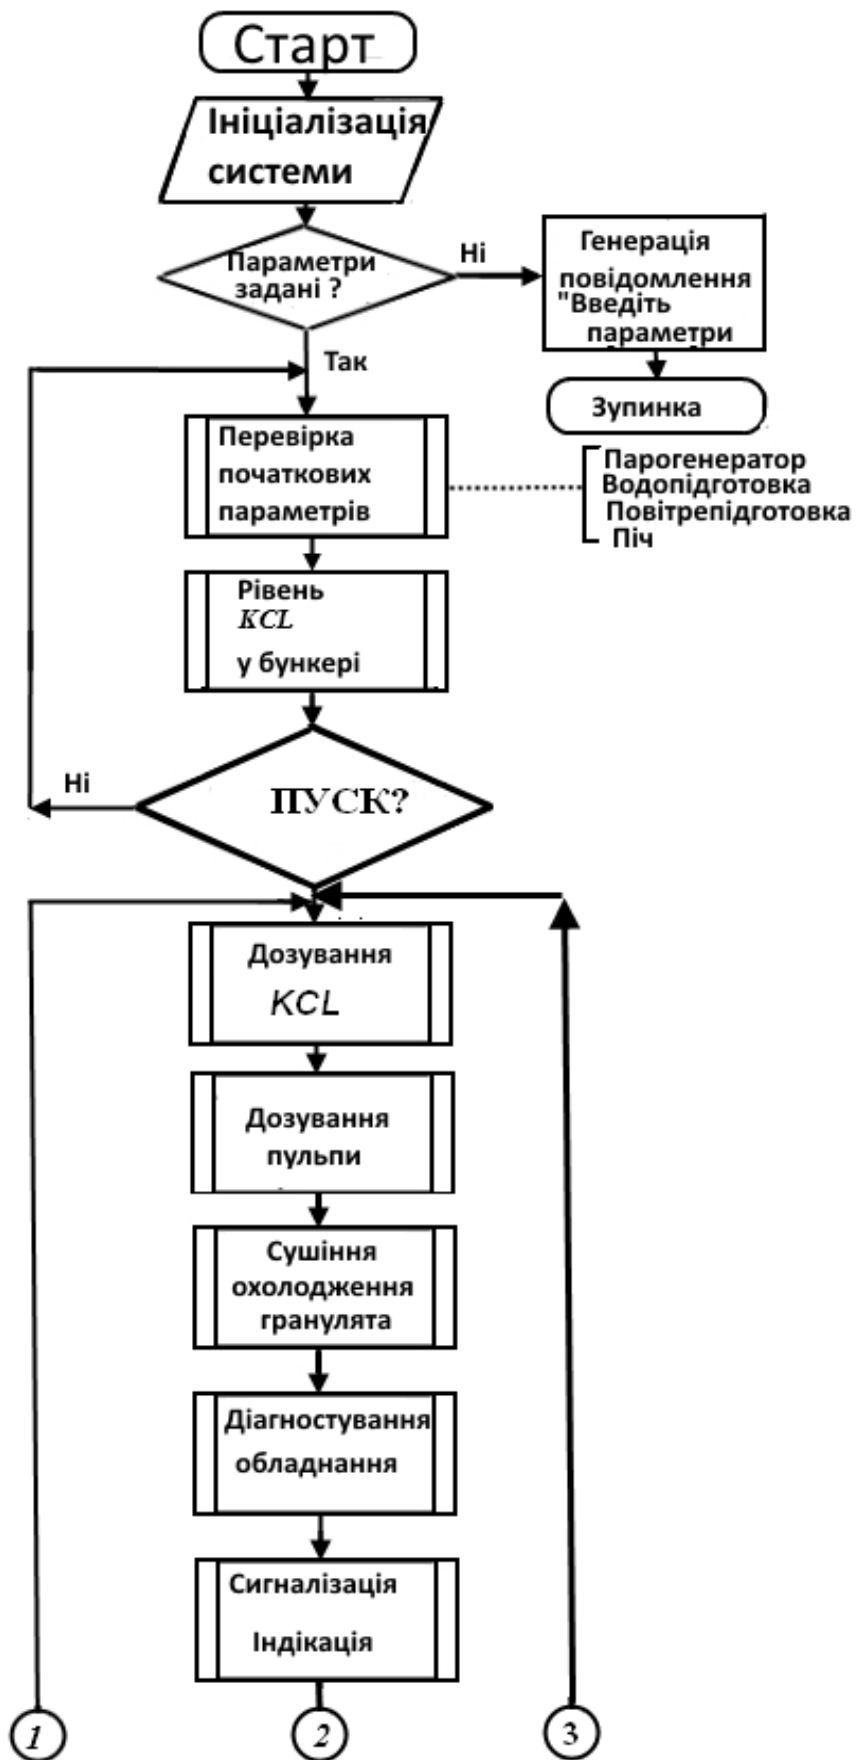 Старт
Ініціалізація
системи
Параметри
задані ?
Ні
Генерація
повідомлення
"Введіть
параметри
Так
Зупинка
Перевірка
початкових
параметрів
Парогенератор
Водопідготовка
Повітрепідготовка
Піч
Рівень
KCL
у бункері
Ні
ПУСК?
Дозування
KCL
Дозування
пульпи
Сушіння
охолодження
гранулята
Діагностування
обладнання
Сигналізація
Індікація
1
2
3